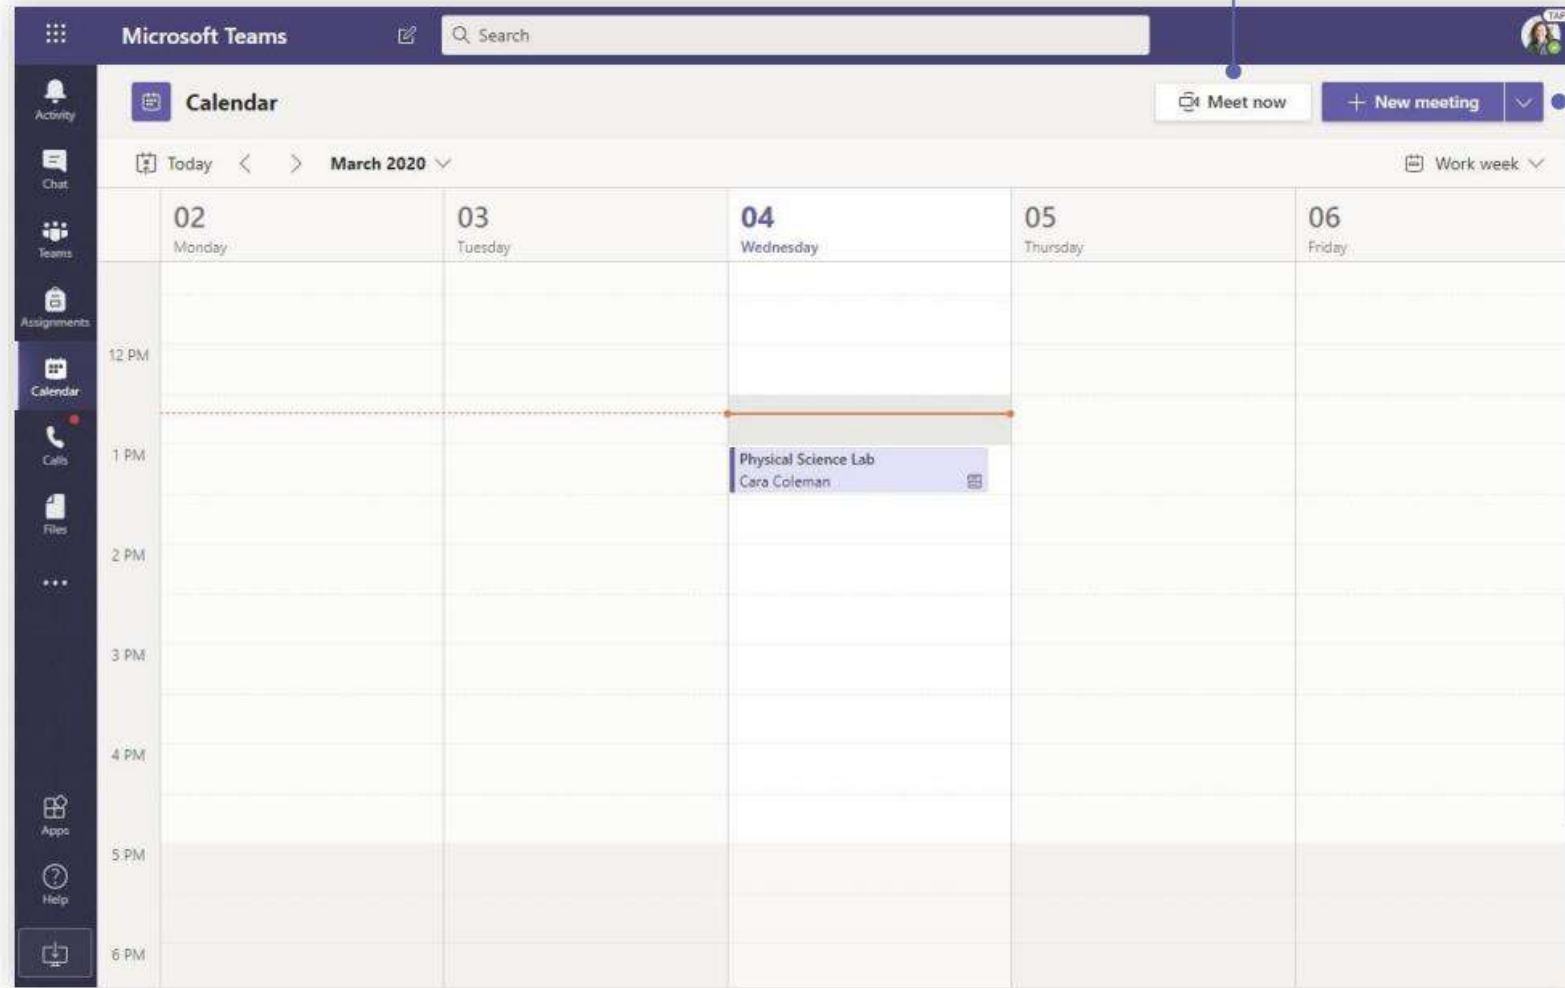 Microsoft Teams
Search
TAP
Activity
Chat
Teams
Assignments
Calendar
Calls
Files
Apps
Help
Calendar
Meet now
+ New meeting
Today < > March 2020
Work week
02
Monday
03
Tuesday
04
Wednesday
05
Thursday
06
Friday
12 PM
1 PM
Physical Science Lab
Cara Coleman
2 PM
3 PM
4 PM
5 PM
6 PM